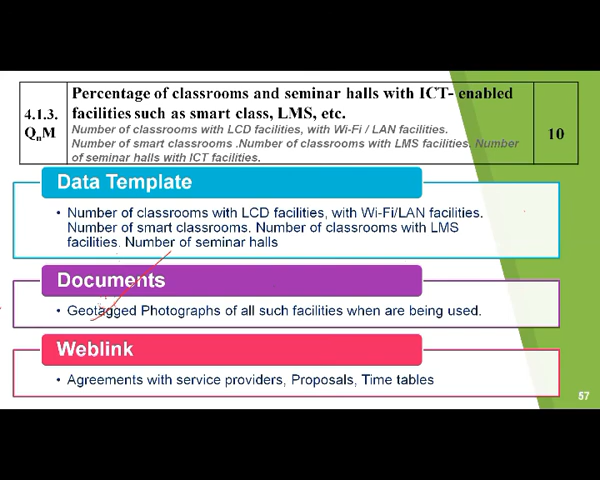 Percentage of classrooms and seminar halls with ICT- enabled
facilities such as smart class, LMS, etc.
4.1.3.
QnM
Number of classrooms with LCD facilities, with Wi-Fi / LAN facilities.
Number of smart classrooms .Number of classrooms with LMS facilities. Number
of seminar halls with ICT facilities.
10
Data Template
• Number of classrooms with LCD facilities, with Wi-Fi/LAN facilities.
Number of smart classrooms. Number of classrooms with LMS
facilities. Number of seminar halls
Documents
• Geotagged Photographs of all such facilities when are being used.
Weblink
• Agreements with service providers, Proposals, Time tables
57